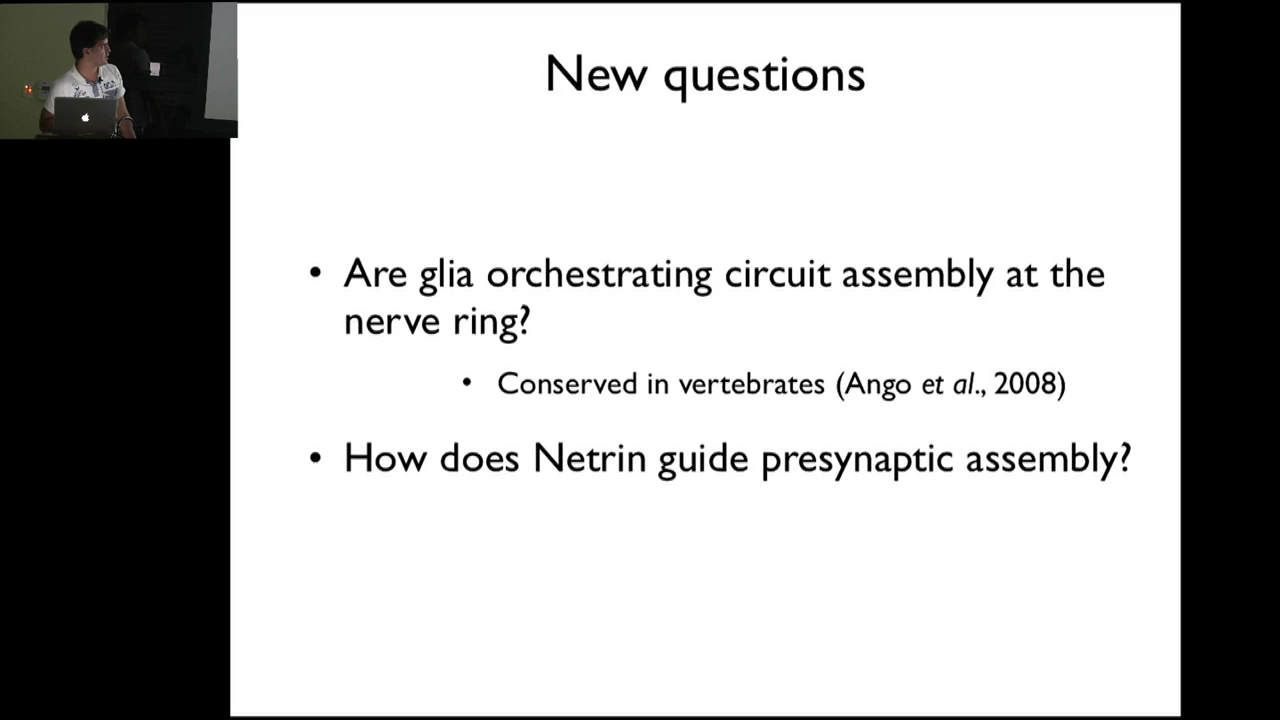 New questions
• Are glia orchestrating circuit assembly at the
nerve ring?
• Conserved in vertebrates (Ango et al., 2008)
• How does Netrin guide presynaptic assembly?